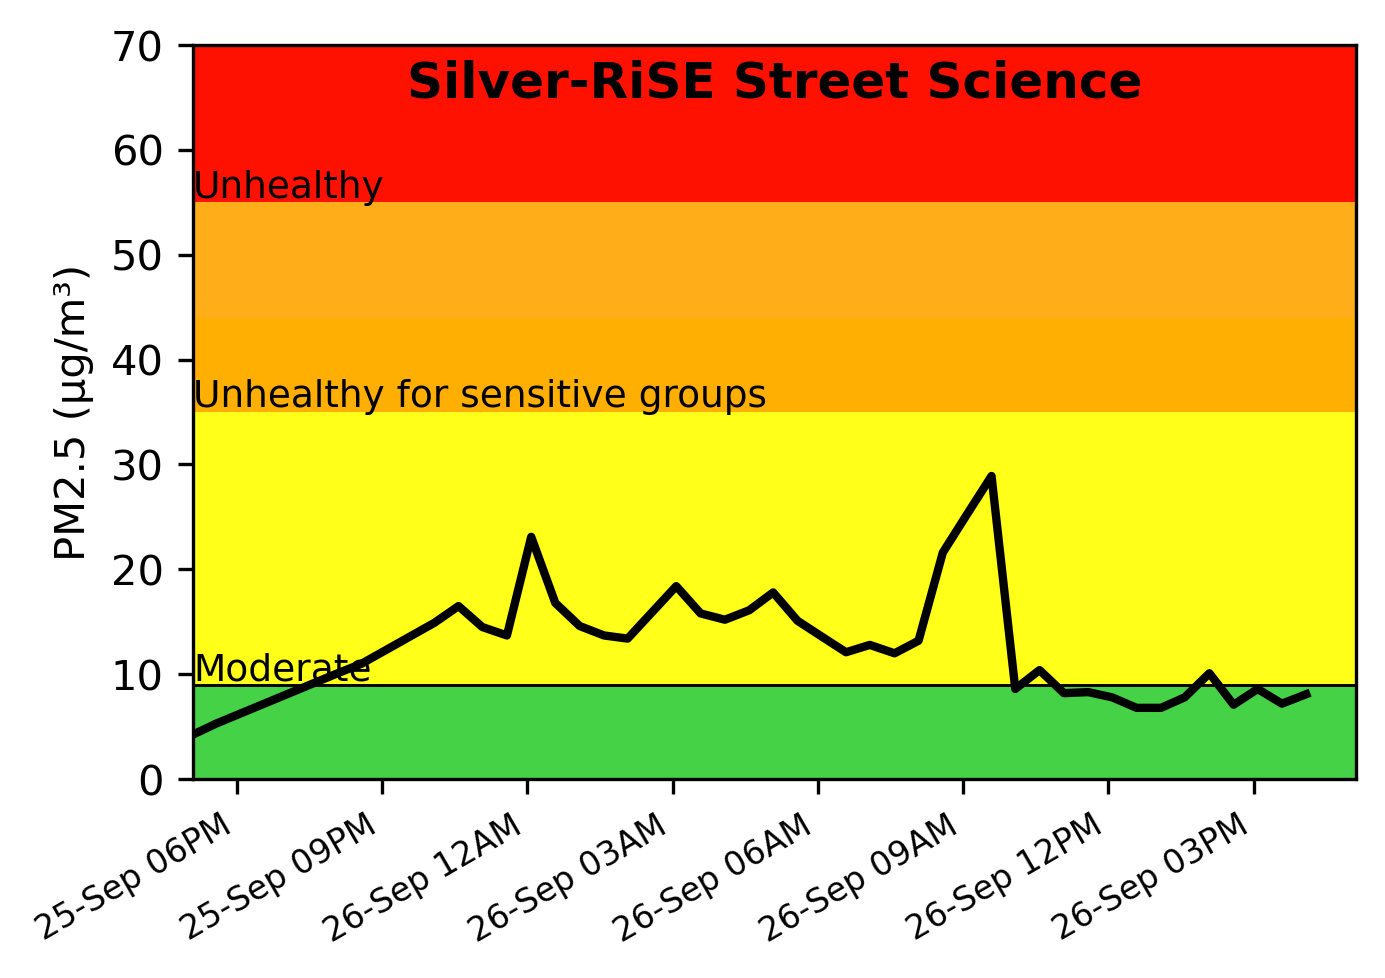 Silver-RiSE Street Science
70
60
Unhealthy
50
40
Unhealthy for sensitive groups
30
20
10
Moderate
0
PM2.5 (µg/m³)
25-Sep 06PM
25-Sep 09PM
26-Sep 12AM
26-Sep 03AM
26-Sep 06AM
26-Sep 09AM
26-Sep 12PM
26-Sep 03PM